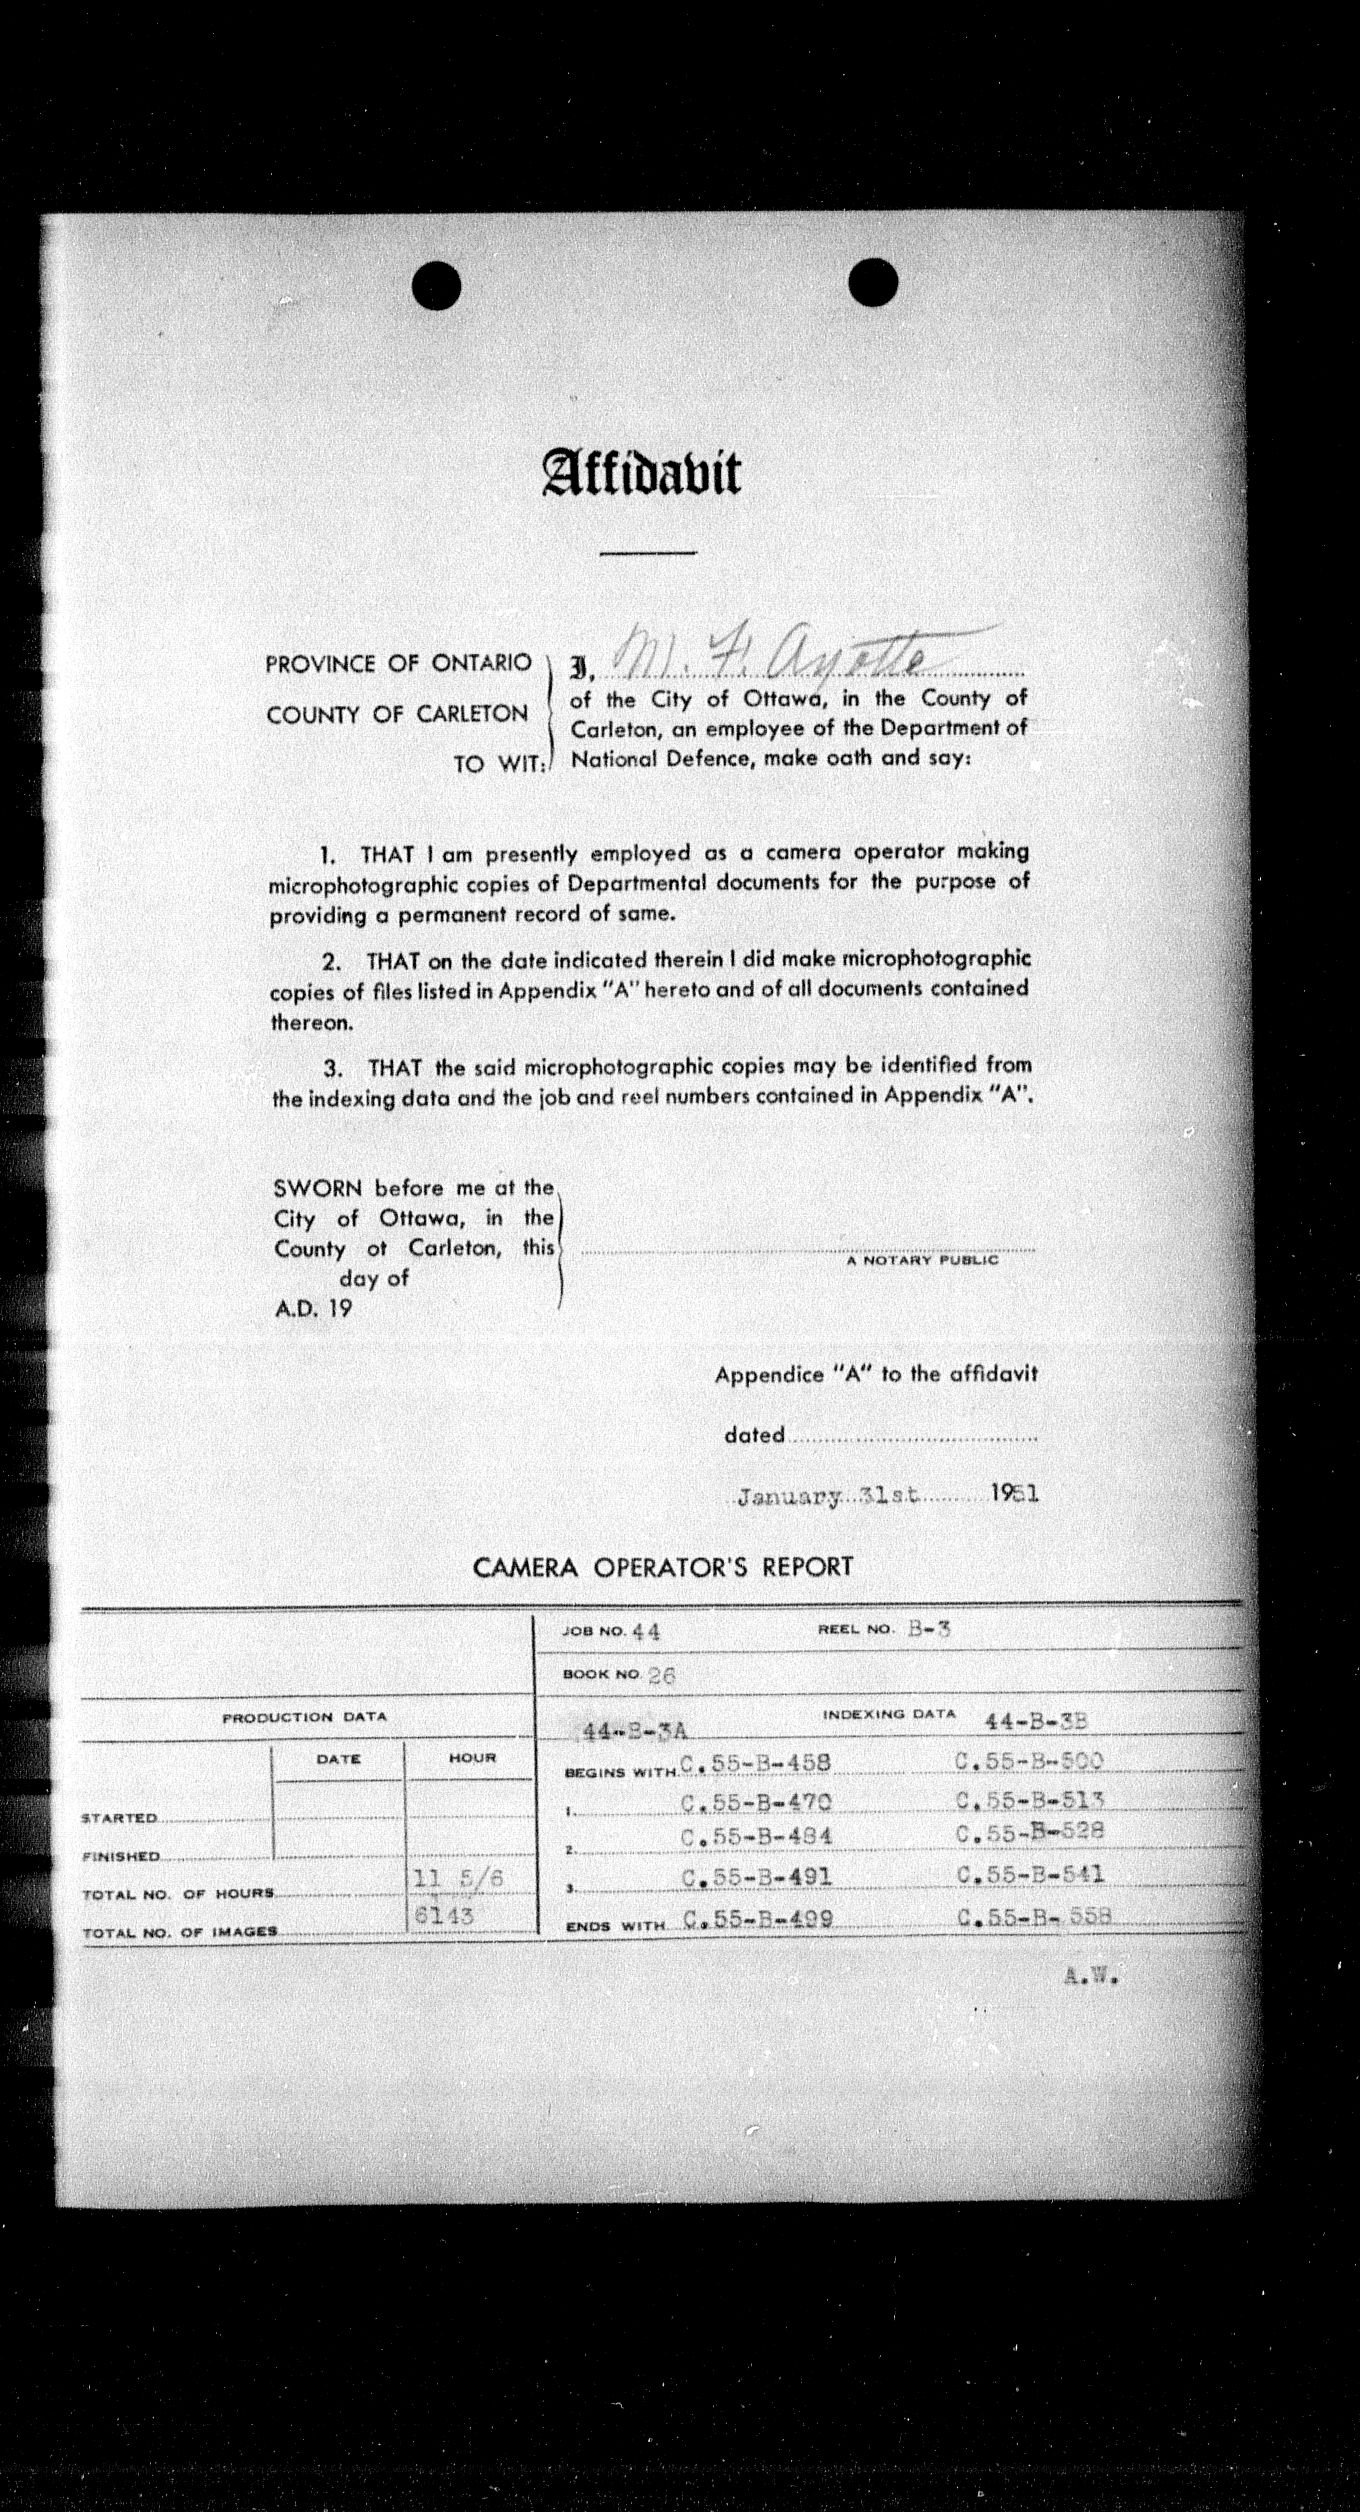 Affidavit
PROVINCE OF ONTARIO
COUNTY OF CARLETON
TO WIT:
I, M. F. Ayotte
of the City of Ottawa, in the County of
Carleton, an employee of the Department of
National Defence, make oath and say:
1. THAT I am presently employed as a camera operator making
microphotographic copies of Departmental documents for the purpose of
providing a permanent record of same.
2. THAT on the date indicated therein I did make microphotographic
copies of files listed in Appendix "A" hereto and of all documents contained
thereon.
3. THAT the said microphotographic copies may be identified from
the indexing data and the job and reel numbers contained in Appendix "A".
SWORN before me at the
City of Ottawa, in the
County of Carleton, this
day of
A.D. 19
A NOTARY PUBLIC
Appendice "A" to the affidavit
dated
January 31st 1951
CAMERA OPERATOR'S REPORT
JOB NO. 44 REEL NO. B-3
BOOK NO. 26
PRODUCTION DATA
44-B-3A INDEXING DATA 44-B-3B
DATE HOUR
BEGINS WITH C.55-B-458 C.55-B-500
STARTED
1. C.55-B-470 C.55-B-513
FINISHED
2. C.55-B-484 C.55-B-528
TOTAL NO. OF HOURS 11 5/6
3. C.55-B-491 C.55-B-541
TOTAL NO. OF IMAGES 6143
ENDS WITH C.55-B-499 C.55-B- 558
A.W.